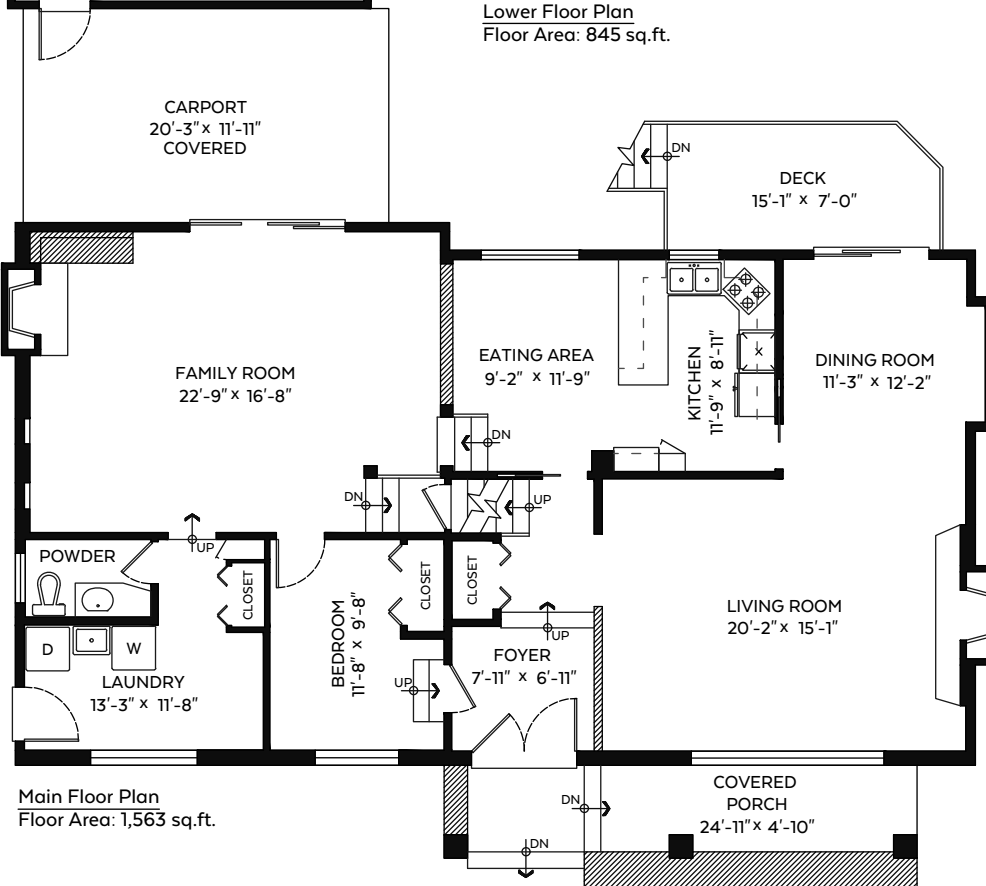 Lower Floor Plan
Floor Area: 845 sq.ft.
CARPORT
20'-3" x 11'-11"
COVERED
DN
DECK
15'-1" x 7'-0"
FAMILY ROOM
22'-9" x 16'-8"
EATING AREA
9'-2" x 11'-9"
KITCHEN
11'-9" x 8'-11"
X
DINING ROOM
11'-3" x 12'-2"
DN
DN
UP
UP
POWDER
CLOSET
CLOSET
CLOSET
D
W
LAUNDRY
13'-3" x 11'-8"
BEDROOM
11'-8" x 9'-8"
UP
UP
FOYER
7'-11" x 6'-11"
LIVING ROOM
20'-2" x 15'-1"
Main Floor Plan
Floor Area: 1,563 sq.ft.
DN
DN
COVERED
PORCH
24'-11" x 4'-10"